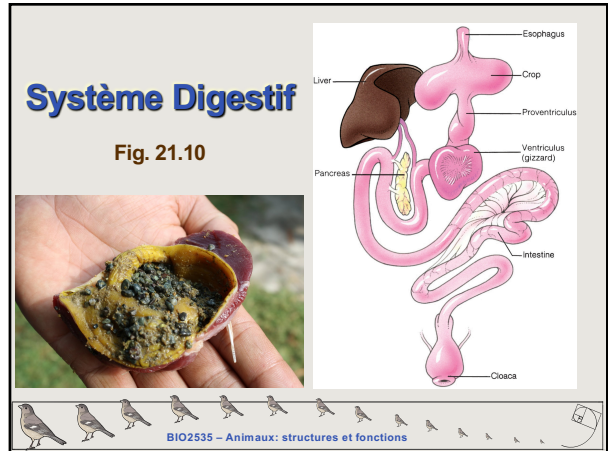 Système Digestif
Fig. 21.10
Esophagus
Liver
Crop
Proventriculus
Ventriculus
(gizzard)
Pancreas
Intestine
Cloaca
BIO2535 – Animaux: structures et fonctions